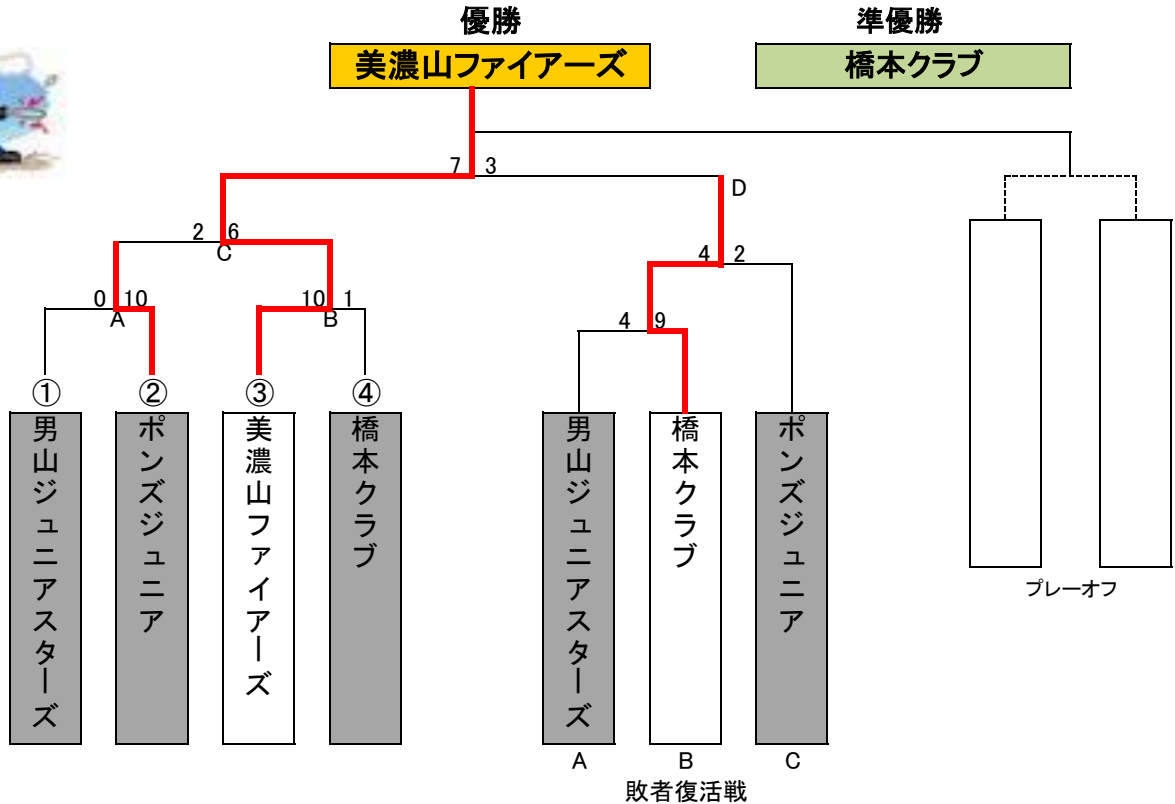 優勝
準優勝
美濃山ファイアーズ
橋本クラブ
7 3
D
2 6
C
4 2
0 10
A
10 1
B
4 9
①
②
③
④
男山ジュニアスターズ
ポンズジュニア
美濃山ファイアーズ
橋本クラブ
男山ジュニアスターズ
橋本クラブ
ポンズジュニア
プレーオフ
A
B
C
敗者復活戦